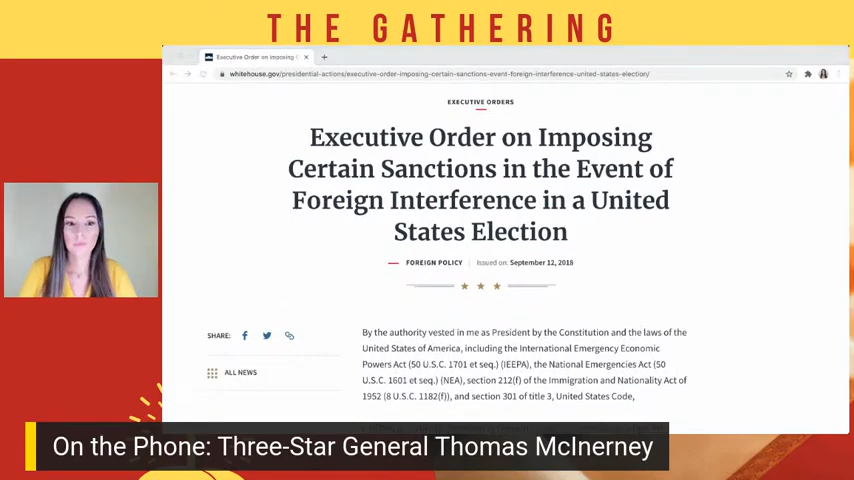 THE GATHERING
Executive Order on Imposing C
whitehouse.gov/presidential-actions/executive-order-imposing-certain-sanctions-event-foreign-interference-united-states-election/
EXECUTIVE ORDERS
Executive Order on Imposing
Certain Sanctions in the Event of
Foreign Interference in a United
States Election
FOREIGN POLICY | Issued on: September 12, 2018
SHARE:
ALL NEWS
By the authority vested in me as President by the Constitution and the laws of the
United States of America, including the International Emergency Economic
Powers Act (50 U.S.C. 1701 et seq.) (IEEPA), the National Emergencies Act (50
U.S.C. 1601 et seq.) (NEA), section 212(f) of the Immigration and Nationality Act of
1952 (8 U.S.C. 1182(f)), and section 301 of title 3, United States Code,
On the Phone: Three-Star General Thomas McInerney